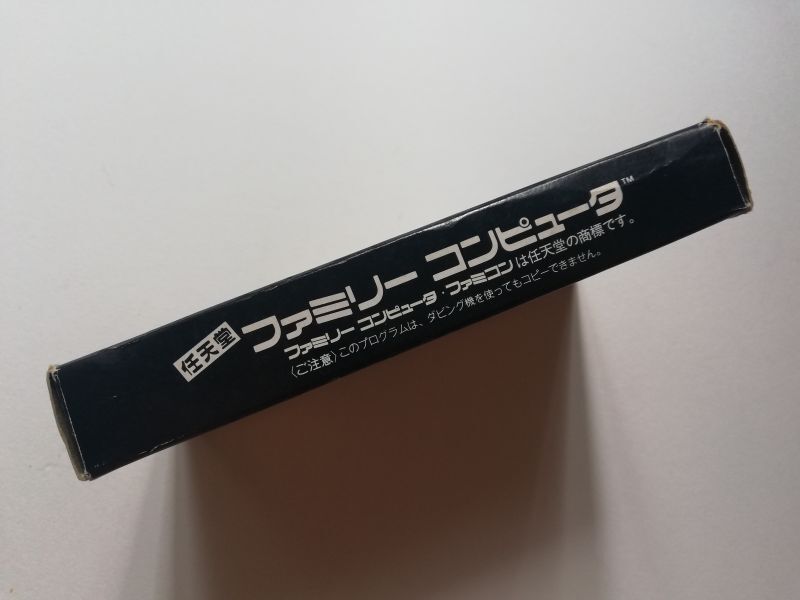 任天堂 ファミリー コンピュータ™
ファミリー コンピュータ・ファミコンは任天堂の商標です。
〈ご注意〉このプログラムは、ダビング機を使ってもコピーできません。